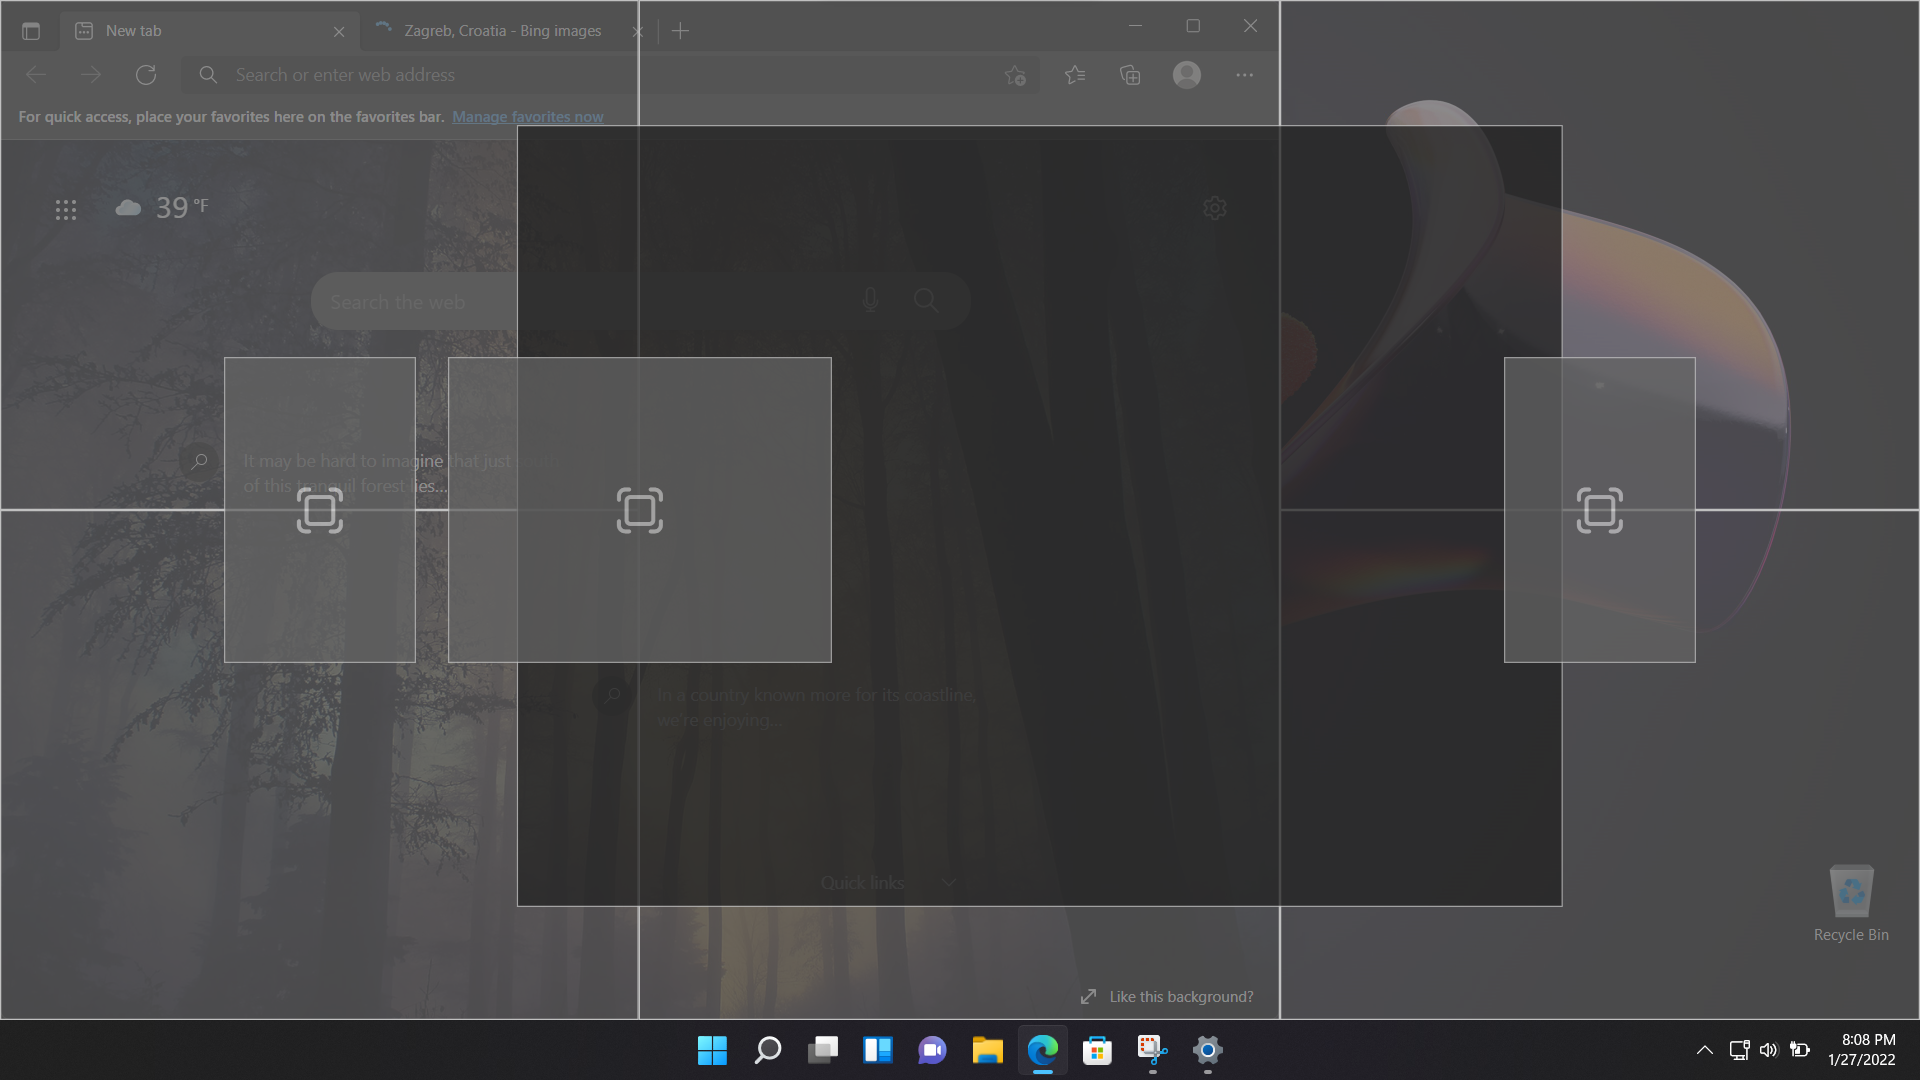 New tab
Zagreb, Croatia - Bing images
Search or enter web address
For quick access, place your favorites here on the favorites bar. Manage favorites now
39 °F
Search the web
It may be hard to imagine that just south
of this tranquil forest lies...
In a country known more for its coastline,
we're enjoying...
Quick links
Recycle Bin
Like this background?
8:08 PM
1/27/2022